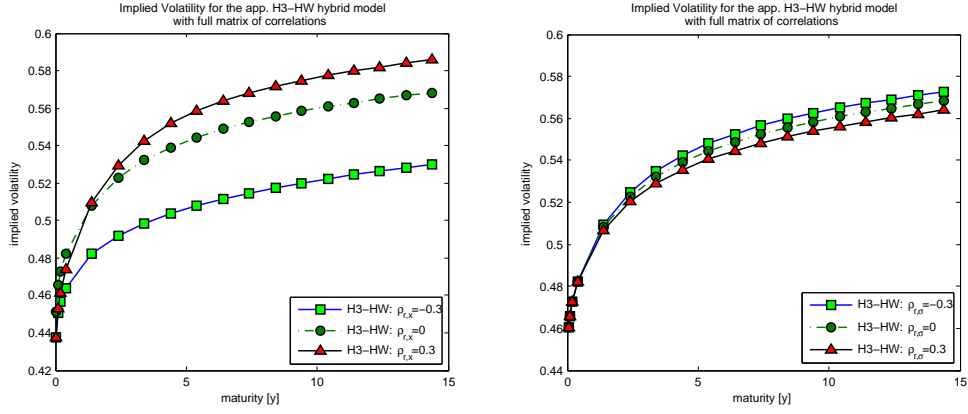 Implied Volatility for the app. H3−HW hybrid model
with full matrix of correlations
0.6
0.58
0.56
0.54
0.52
0.5
0.48
0.46
0.44
0.42
implied volatility
0
5
10
15
maturity [y]
H3−HW: ρr,x=−0.3
H3−HW: ρr,x=0
H3−HW: ρr,x=0.3
Implied Volatility for the app. H3−HW hybrid model
with full matrix of correlations
0.6
0.58
0.56
0.54
0.52
0.5
0.48
0.46
0.44
implied volatility
0
5
10
15
maturity [y]
H3−HW: ρr,σ=−0.3
H3−HW: ρr,σ=0
H3−HW: ρr,σ=0.3